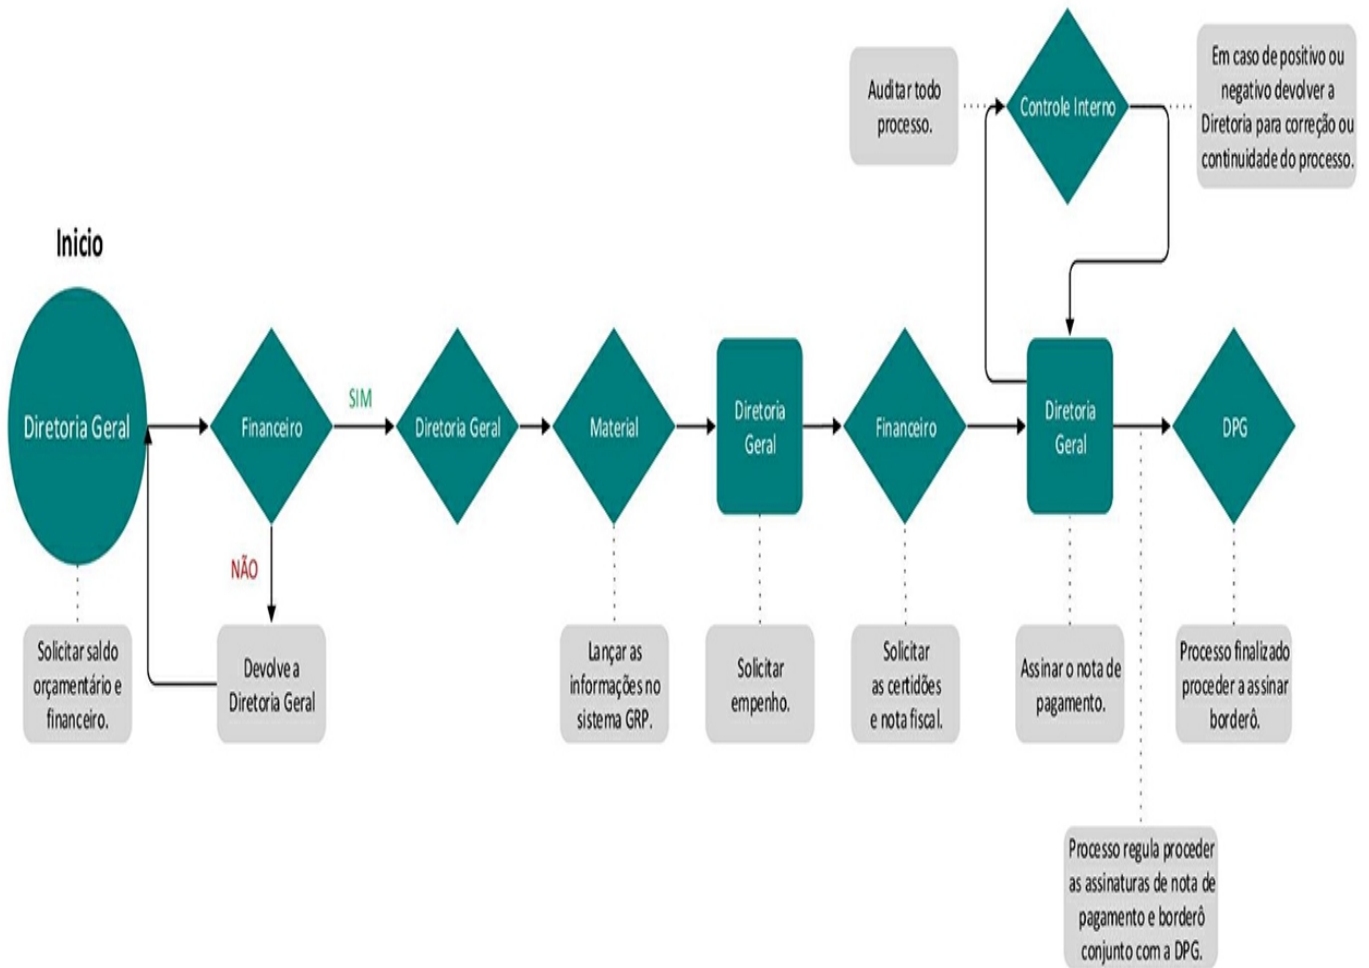 Auditar todo
processo.
Controle Interno
Em caso de positivo ou
negativo devolver a
Diretoria para correção ou
continuidade do processo.
Inicio
Diretoria Geral
Financeiro
SIM
Diretoria Geral
Material
Diretoria
Geral
Financeiro
Diretoria
Geral
DPG
NÃO
Solicitar saldo
orçamentário e
financeiro.
Devolve a
Diretoria Geral
Lançar as
informações no
sistema GRP.
Solicitar
empenho.
Solicitar
as certidões
e nota fiscal.
Assinar o nota de
pagamento.
Processo finalizado
proceder a assinar
borderô.
Processo regula proceder
as assinaturas de nota de
pagamento e borderô
conjunto com a DPG.